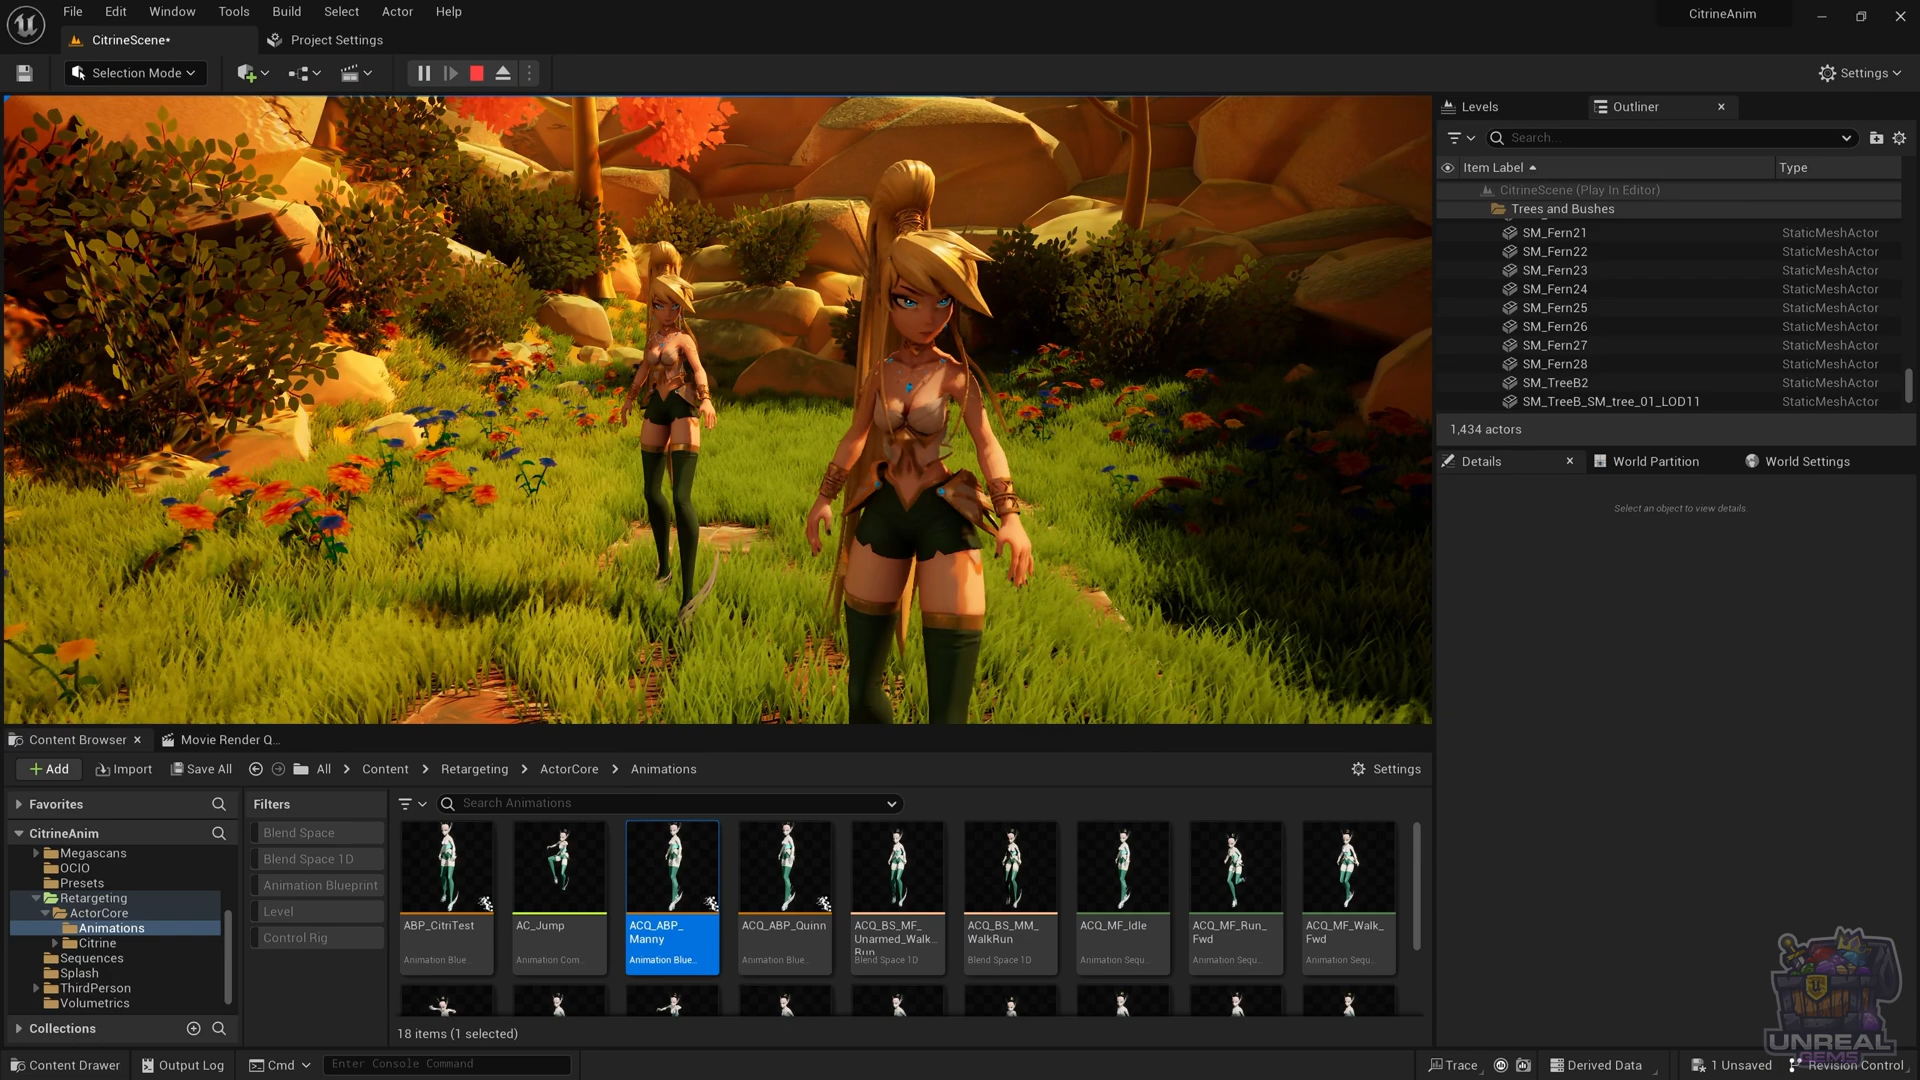 File Edit Window Tools Build Select Actor Help
CitrineAnim
CitrineScene* Project Settings
Selection Mode
Settings
Levels Outliner
Search...
Item Label Type
CitrineScene (Play In Editor)
Trees and Bushes
SM_Fern21 StaticMeshActor
SM_Fern22 StaticMeshActor
SM_Fern23 StaticMeshActor
SM_Fern24 StaticMeshActor
SM_Fern25 StaticMeshActor
SM_Fern26 StaticMeshActor
SM_Fern27 StaticMeshActor
SM_Fern28 StaticMeshActor
SM_TreeB2 StaticMeshActor
SM_TreeB_SM_tree_01_LOD11 StaticMeshActor
1,434 actors
Details World Partition World Settings
Select an object to view details.
Content Browser Movie Render Q...
Add Import Save All All Content Retargeting ActorCore Animations Settings
Favorites
CitrineAnim
Megascans
OCIO
Presets
Retargeting
ActorCore
Animations
Citrine
Sequences
Splash
ThirdPerson
Volumetrics
Collections
Filters
Blend Space
Blend Space 1D
Animation Blueprint
Level
Control Rig
Search Animations
ABP_CitriTest
Animation Blue..
AC_Jump
Animation Com..
ACQ_ABP_
Manny
Animation Blue..
ACQ_ABP_Quinn
Animation Blue..
ACQ_BS_MF_
Unarmed_Walk..
Run
Blend Space 1D
ACQ_BS_MM_
WalkRun
Blend Space 1D
ACQ_MF_Idle
Animation Sequ..
ACQ_MF_Run_
Fwd
Animation Sequ..
ACQ_MF_Walk_
Fwd
Animation Sequ..
18 items (1 selected)
Content Drawer Output Log Cmd Enter Console Command
Trace Derived Data 1 Unsaved Revision Control
UNREAL
GEMS